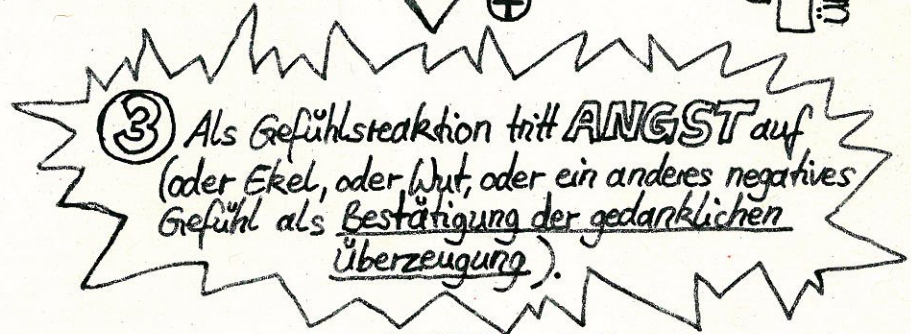 ③ Als Gefühlsreaktion tritt ANGST auf
(oder Ekel, oder Wut, oder ein anderes negatives
Gefühl als Bestätigung der gedanklichen
Überzeugung).